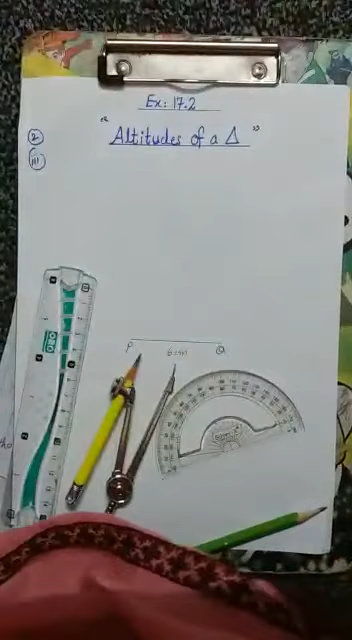 Ex: 17.2
" Altitudes of a Δ "
2
iii
P Q
6 cm